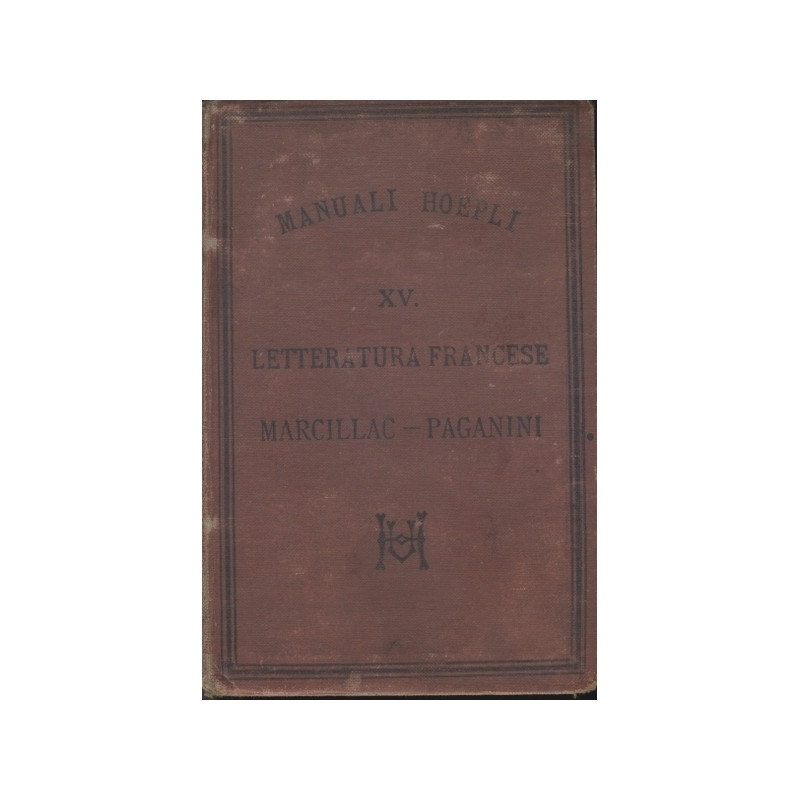 MANUALI HOEPLI
XV.
LETTERATURA FRANCESE
MARCILLAC - PAGANINI